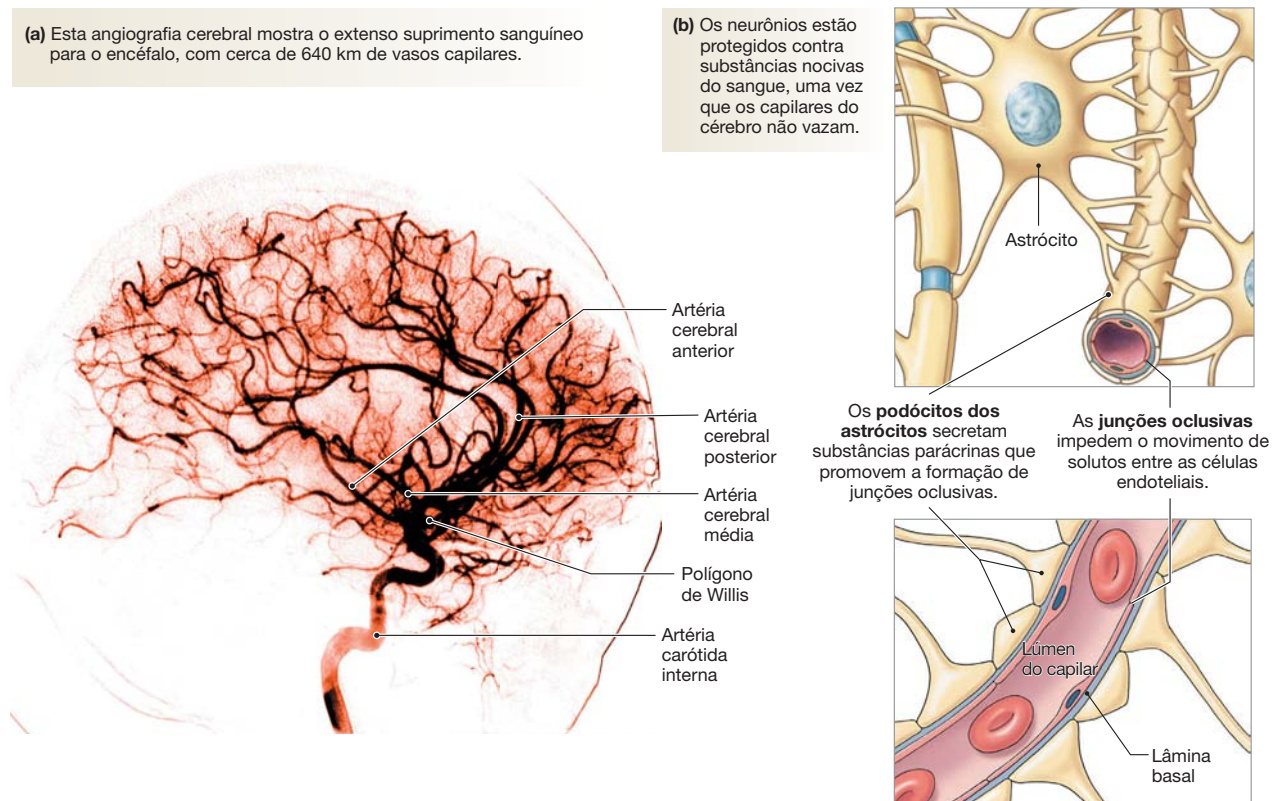 (a) Esta angiografia cerebral mostra o extenso suprimento sanguíneo
para o encéfalo, com cerca de 640 km de vasos capilares.
(b) Os neurônios estão
protegidos contra
substâncias nocivas
do sangue, uma vez
que os capilares do
cérebro não vazam.
Astrócito
Artéria
cerebral
anterior
Artéria
cerebral
posterior
Artéria
cerebral
média
Polígono
de Willis
Artéria
carótida
interna
Os podócitos dos
astrócitos secretam
substâncias parácrinas que
promovem a formação de
junções oclusivas.
As junções oclusivas
impedem o movimento de
solutos entre as células
endoteliais.
Lúmen
do capilar
Lâmina
basal